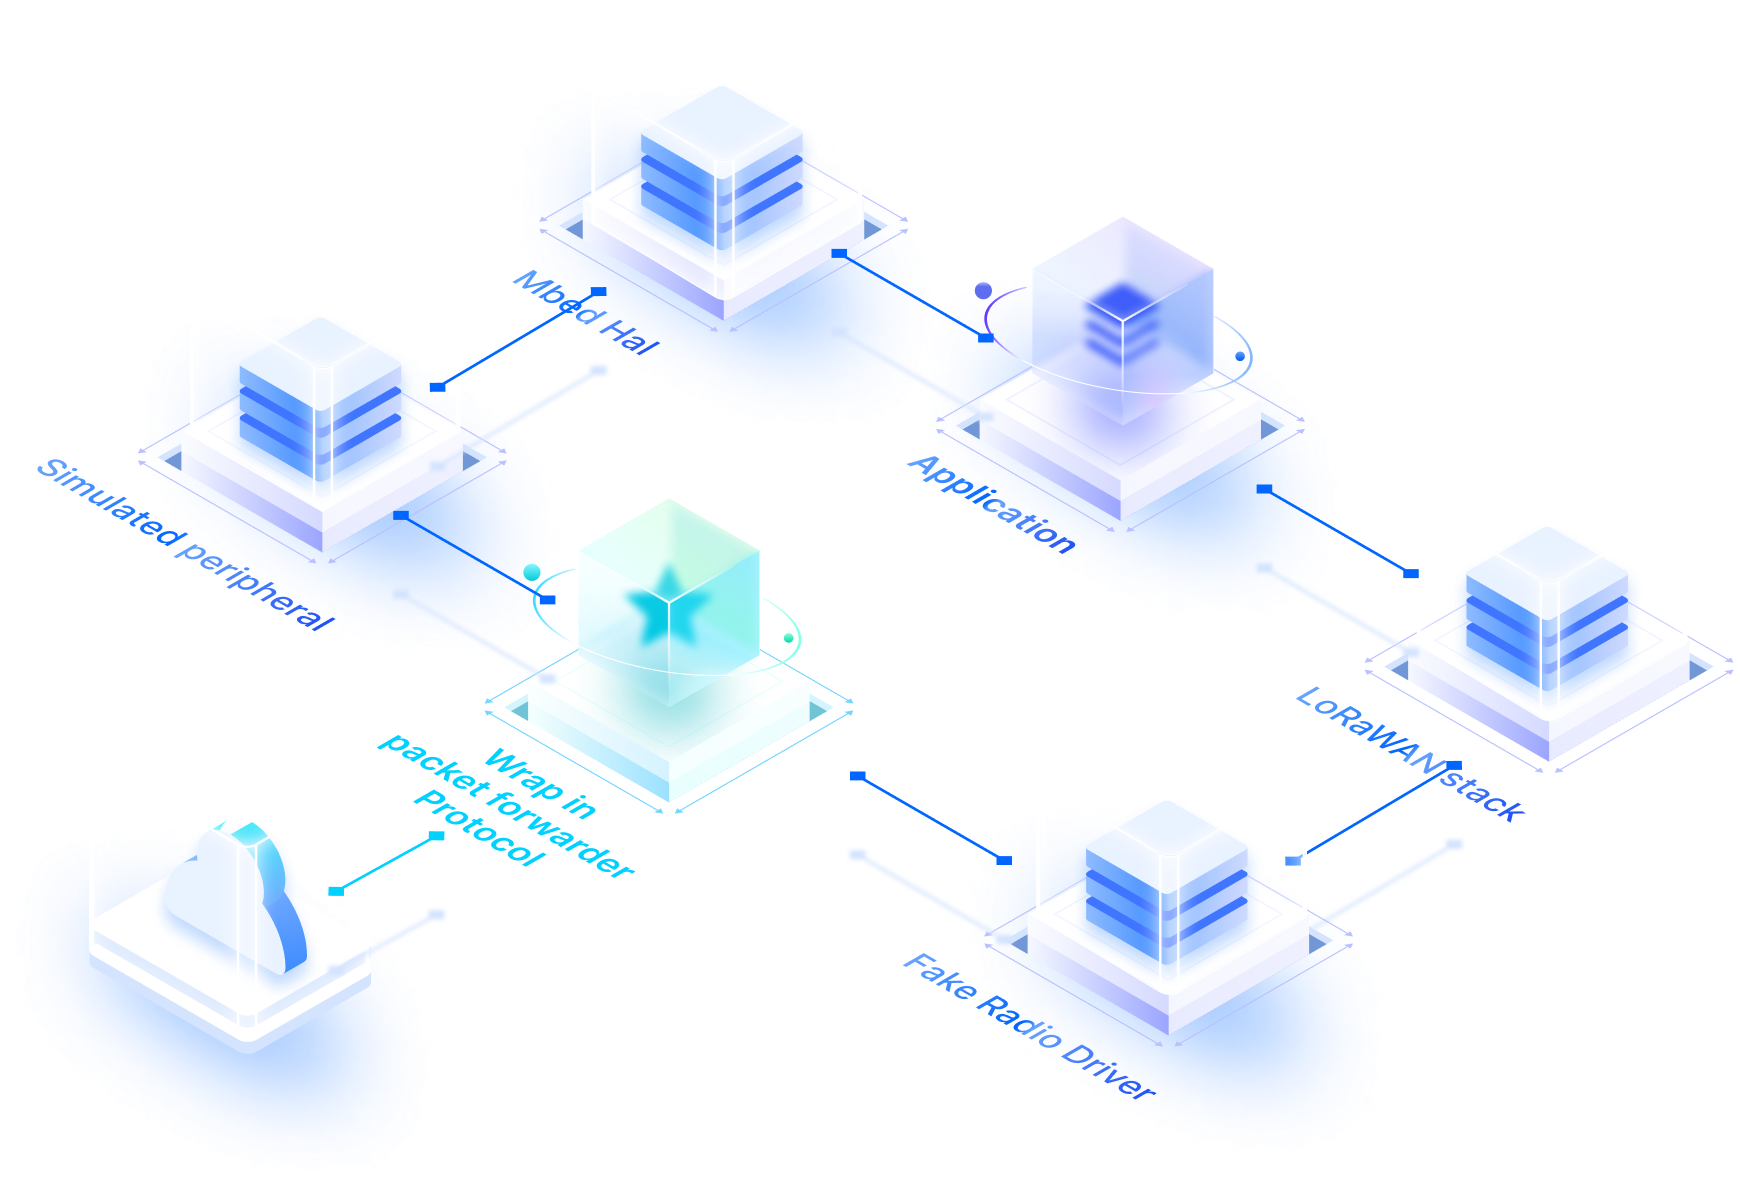 Mbed Hal
Application
Simulated peripheral
LoRaWAN stack
Wrap in
packet forwarder
Protocol
Fake Radio Driver